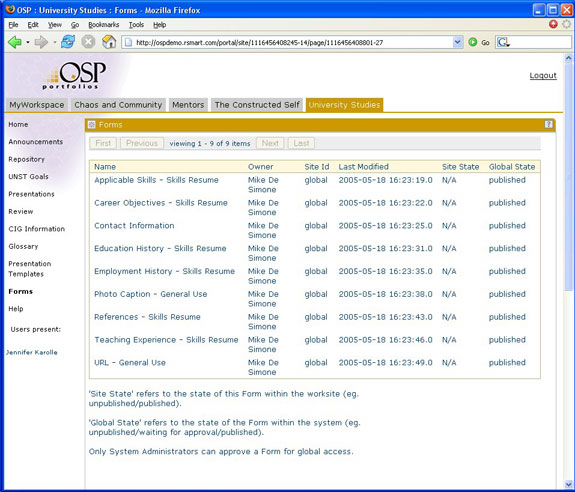 OSP : University Studies : Forms - Mozilla Firefox
File Edit View Go Bookmarks Tools Help
http://ospdemo.rsmart.com/portal/site/1116456408245-14/page/1116456408801-27 Go G
OSP
portfolios
Logout
MyWorkspace Chaos and Community Mentors The Constructed Self University Studies
Home
Announcements
Repository
UNST Goals
Presentations
Review
CIG Information
Glossary
Presentation
Templates
Forms
Help
Users present:
Jennifer Karolle
Forms ?
First Previous viewing 1 - 9 of 9 items Next Last
Name Owner Site Id Last Modified Site State Global State
Applicable Skills - Skills Resume Mike De Simone global 2005-05-18 16:23:19.0 N/A published
Career Objectives - Skills Resume Mike De Simone global 2005-05-18 16:23:22.0 N/A published
Contact Information Mike De Simone global 2005-05-18 16:23:25.0 N/A published
Education History - Skills Resume Mike De Simone global 2005-05-18 16:23:31.0 N/A published
Employment History - Skills Resume Mike De Simone global 2005-05-18 16:23:35.0 N/A published
Photo Caption - General Use Mike De Simone global 2005-05-18 16:23:38.0 N/A published
References - Skills Resume Mike De Simone global 2005-05-18 16:23:43.0 N/A published
Teaching Experience - Skills Resume Mike De Simone global 2005-05-18 16:23:46.0 N/A published
URL - General Use Mike De Simone global 2005-05-18 16:23:49.0 N/A published
'Site State' refers to the state of this Form within the worksite (eg.
unpublished/published).
'Global State' refers to the state of the Form within the system (eg.
unpublished/waiting for approval/published).
Only System Administrators can approve a Form for global access.